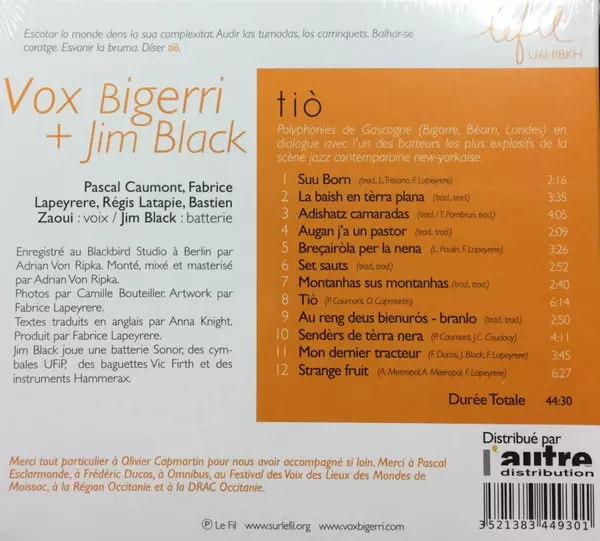 Escotar lo monde dens la sua complexitat. Audir las tumadas, los carrinquets. Balhar-se
coratge. Esvanir la bruma. Díser tiò.
lefil
U6HIBKH
Vox Bigerri
+ Jim Black
Pascal Caumont, Fabrice
Lapeyrere, Régis Latapie, Bastien
Zaoui : voix / Jim Black : batterie
Enregistré au Blackbird Studio à Berlin par
Adrian Von Ripka. Monté, mixé et masterisé
par Adrian Von Ripka.
Photos par Camille Bouteiller. Artwork par
Fabrice Lapeyrere.
Textes traduits en anglais par Anna Knight.
Produit par Fabrice Lapeyrere.
Jim Black joue une batterie Sonor, des cym-
bales UFiP, des baguettes Vic Firth et des
instruments Hammerax.
tiò
Polyphonies de Gascogne (Bigorre, Béarn, Landes) en
dialogue avec l'un des batteurs les plus explosifs de la
scène jazz contemporaine new-yorkaise.
1 Suu Born (trad., L. Tristano, F. Lapeyrere) 2:16
2 La baish en tèrra plana (trad., trad.) 3:35
3 Adishatz camaradas (trad. / T. Pombrun, trad.) 4:05
4 Augan j'a un pastor (trad., trad.) 2:09
5 Breçairòla per la nena (L. Paulin, F. Lapeyrere) 3:26
6 Set sauts (trad., trad.) 2:52
7 Montanhas sus montanhas (trad., trad.) 2:40
8 Tiò (P. Caumont, O. Capmartin) 6:14
9 Au reng deus bienurós - branlo (trad., trad.) 2:50
10 Sendèrs de tèrra nera (P. Caumont, J.C. Coudouy) 4:11
11 Mon dernier tracteur (F. Ducos, J. Black, F. Lapeyrere) 3:45
12 Strange fruit (A. Meeropol, A. Meeropol, F. Lapeyrere) 6:27
Durée Totale 44:30
Merci tout particulier à Olivier Capmartin pour nous avoir accompagné si loin. Merci à Pascal
Esclarmonde, à Frédéric Ducos, à Omnibus, au Festival des Voix des Lieux des Mondes de
Moissac, à la Région Occitanie et à la DRAC Occitanie.
Distribué par
l'autre
distribution
3 521383 449301
℗ Le Fil - www.surlefil.org - www.voxbigerri.com